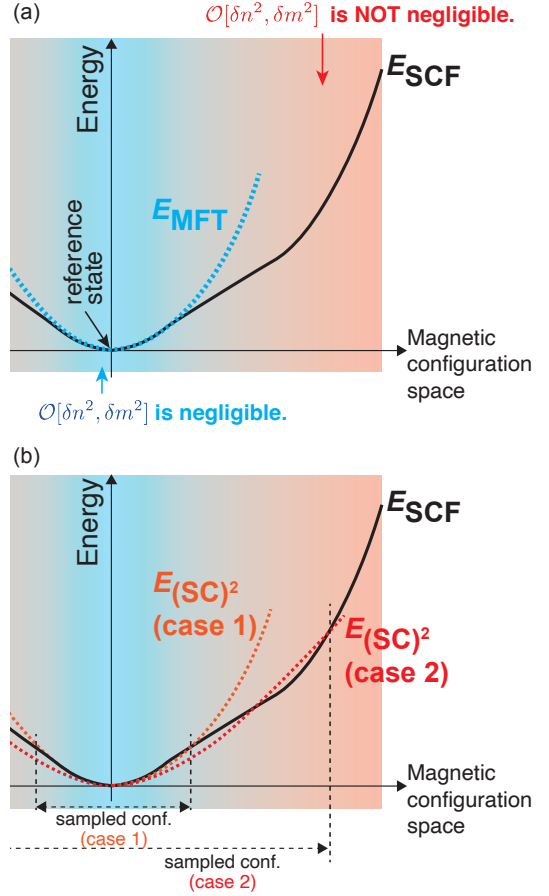 (a)
𝒪[δn², δm²] is NOT negligible.
Energy
E_SCF
E_MFT
reference
state
Magnetic
configuration
space
𝒪[δn², δm²] is negligible.
(b)
Energy
E_SCF
E_(SC)²
(case 1)
E_(SC)²
(case 2)
Magnetic
configuration
space
sampled conf.
(case 1)
sampled conf.
(case 2)